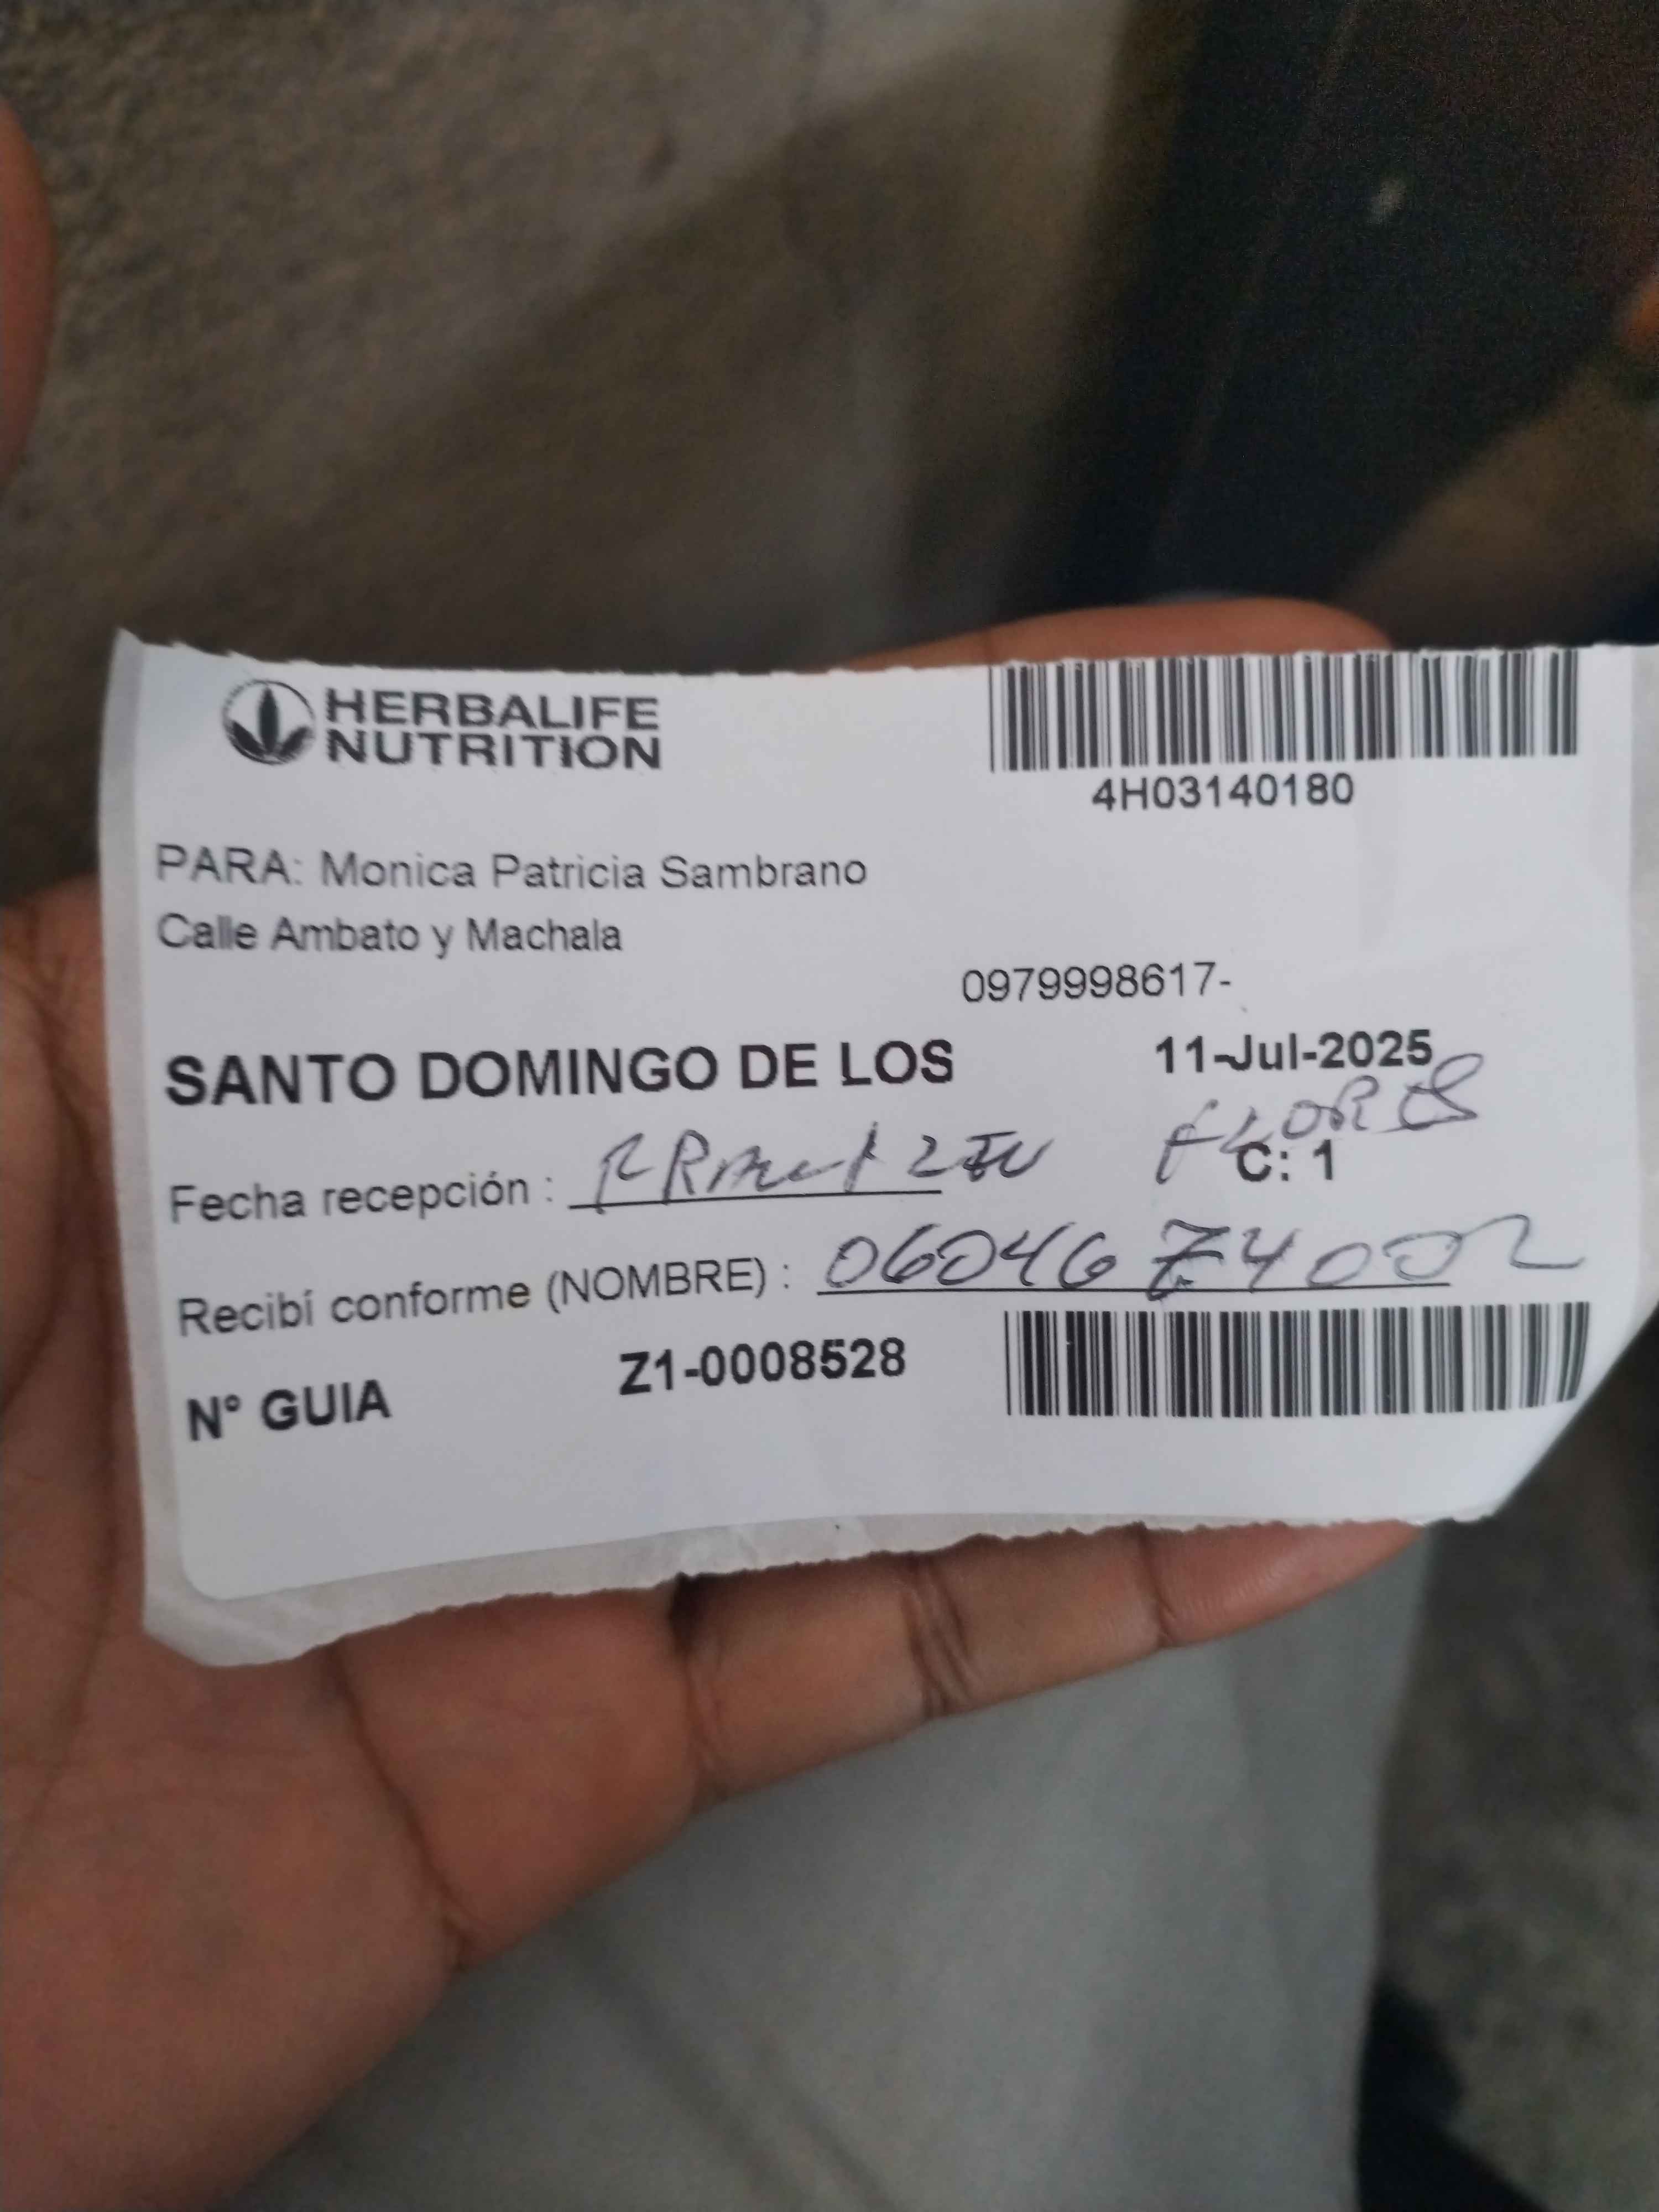 HERBALIFE
NUTRITION
4H03140180
PARA: Monica Patricia Sambrano
Calle Ambato y Machala
0979998617-
SANTO DOMINGO DE LOS 11-Jul-2025
FLORES
Fecha recepción : C: 1
Recibí conforme (NOMBRE) :
N° GUIA Z1-0008528